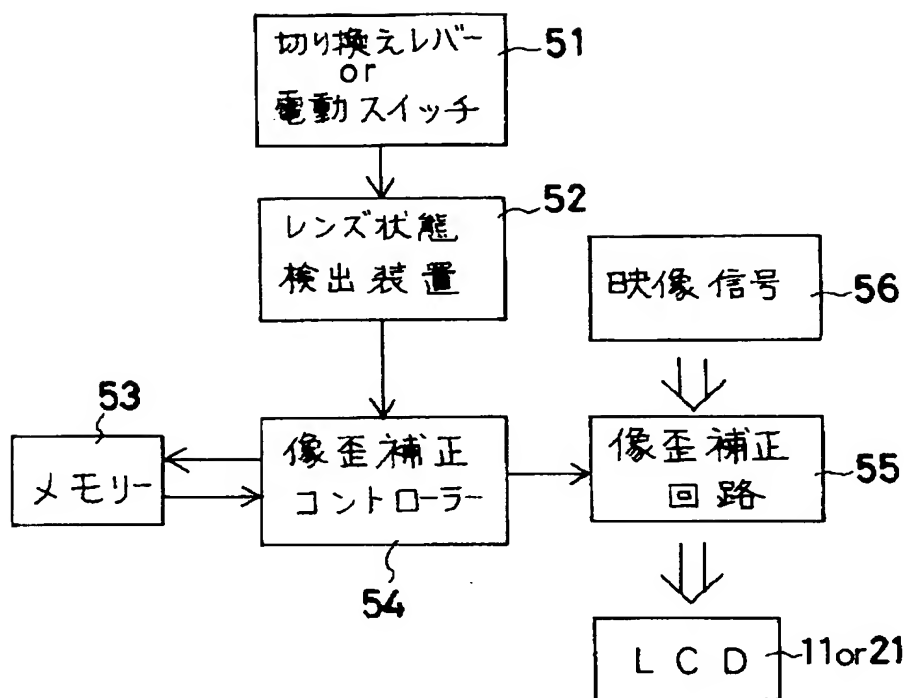 切り換えレバー
or
電動スイッチ
51
レンズ状態
検出装置
52
映像信号
56
53
メモリー
像歪補正
コントローラー
54
像歪補正
回路
55
LCD
11or21